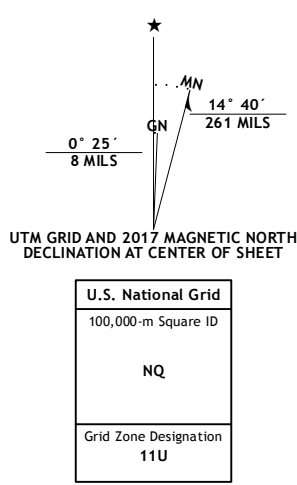 ★
MN
GN
14° 40´
261 MILS
0° 25´
8 MILS
UTM GRID AND 2017 MAGNETIC NORTH
DECLINATION AT CENTER OF SHEET
U.S. National Grid
100,000-m Square ID
NQ
Grid Zone Designation
11U